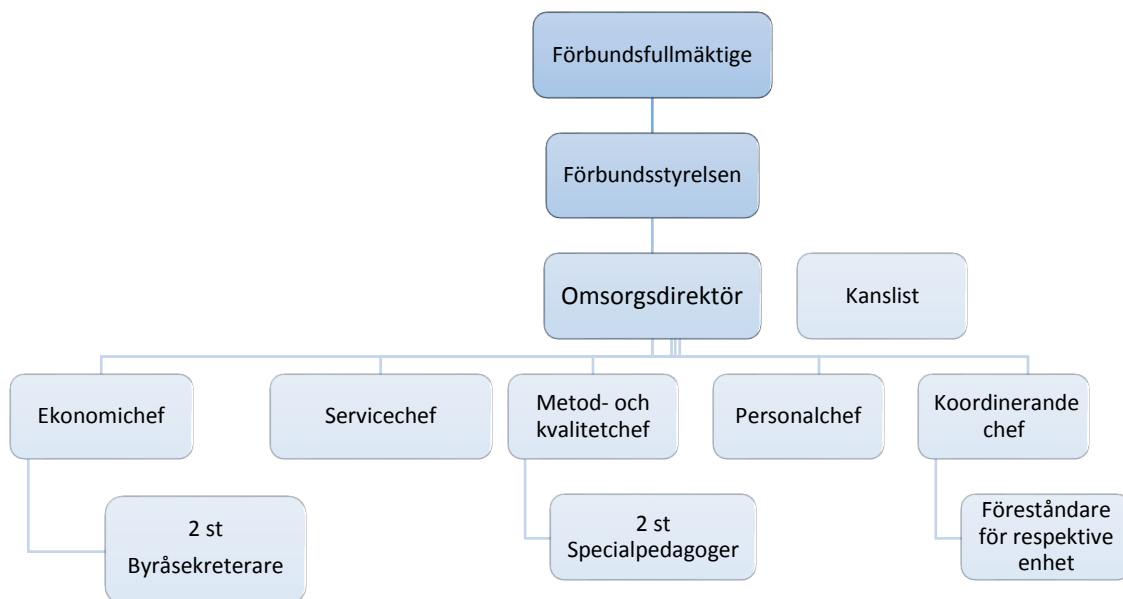 Förbundsfullmäktige
Förbundsstyrelsen
Omsorgsdirektör
Kanslist
Ekonomichef
Servicechef
Metod- och
kvalitetchef
Personalchef
Koordinerande
chef
2 st
Byråsekreterare
2 st
Specialpedagoger
Föreståndare
för respektive
enhet